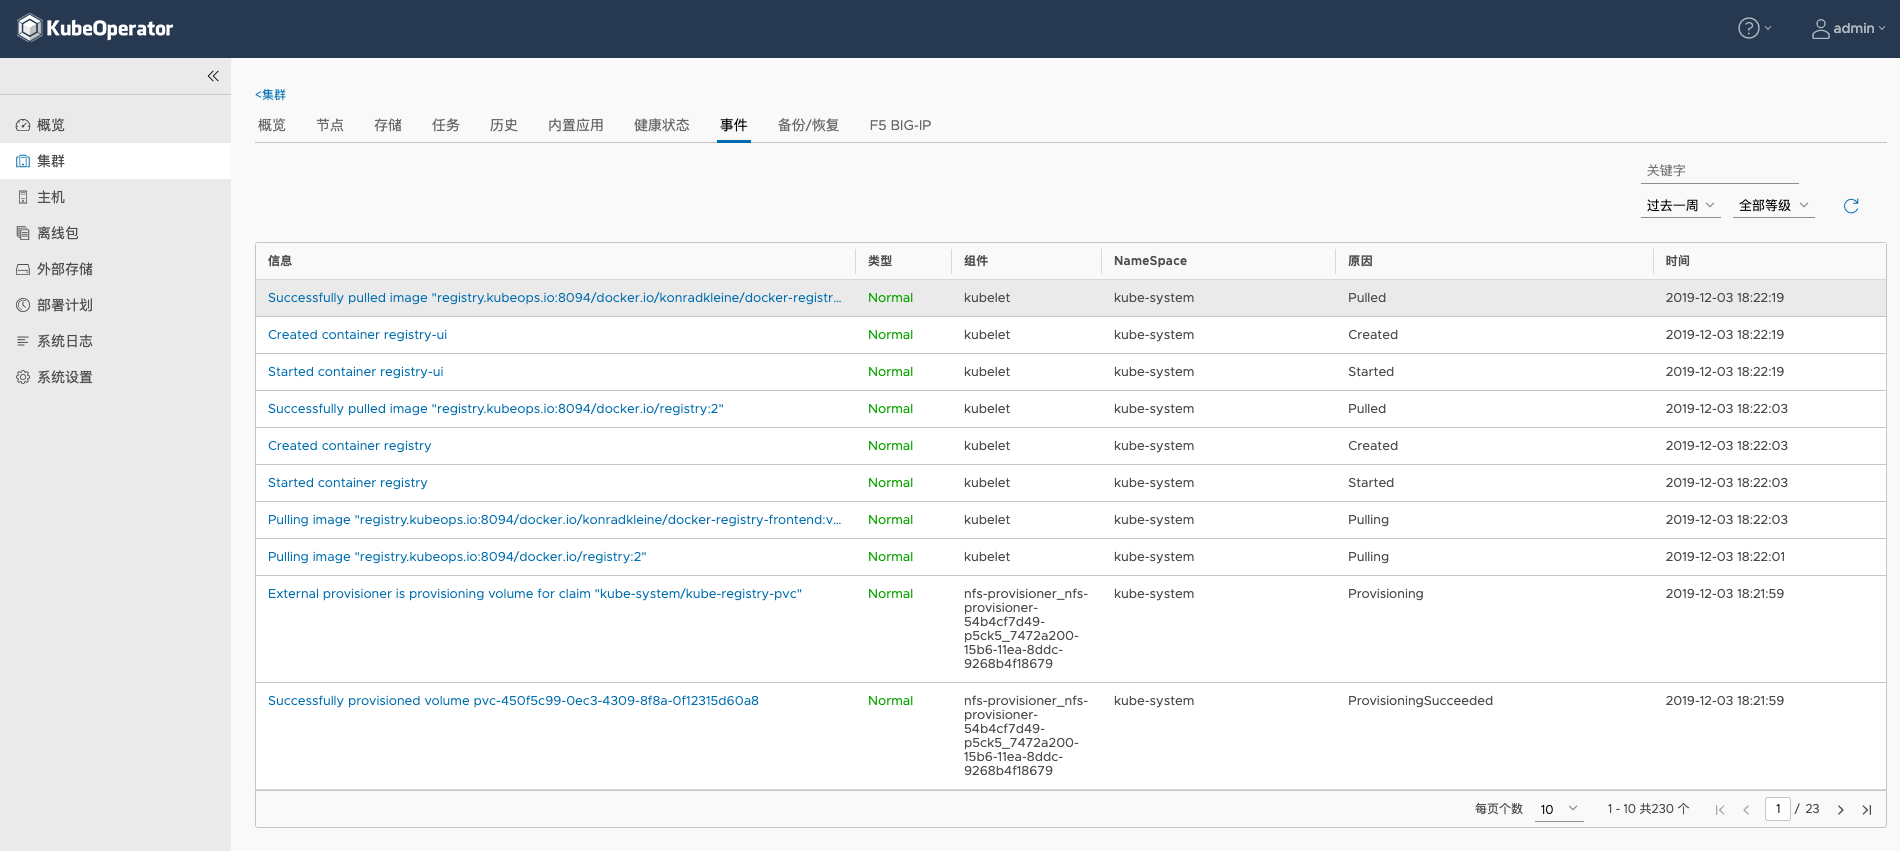 KubeOperator
admin
概览
集群
主机
离线包
外部存储
部署计划
系统日志
系统设置
<集群
概览 节点 存储 任务 历史 内置应用 健康状态 事件 备份/恢复 F5 BIG-IP
关键字
过去一周 全部等级
信息 类型 组件 NameSpace 原因 时间
Successfully pulled image "registry.kubeops.io:8094/docker.io/konradkleine/docker-registr... Normal kubelet kube-system Pulled 2019-12-03 18:22:19
Created container registry-ui Normal kubelet kube-system Created 2019-12-03 18:22:19
Started container registry-ui Normal kubelet kube-system Started 2019-12-03 18:22:19
Successfully pulled image "registry.kubeops.io:8094/docker.io/registry:2" Normal kubelet kube-system Pulled 2019-12-03 18:22:03
Created container registry Normal kubelet kube-system Created 2019-12-03 18:22:03
Started container registry Normal kubelet kube-system Started 2019-12-03 18:22:03
Pulling image "registry.kubeops.io:8094/docker.io/konradkleine/docker-registry-frontend:v... Normal kubelet kube-system Pulling 2019-12-03 18:22:03
Pulling image "registry.kubeops.io:8094/docker.io/registry:2" Normal kubelet kube-system Pulling 2019-12-03 18:22:01
External provisioner is provisioning volume for claim "kube-system/kube-registry-pvc" Normal nfs-provisioner_nfs- kube-system Provisioning 2019-12-03 18:21:59
provisioner-
54b4cf7d49-
p5ck5_7472a200-
15b6-11ea-8ddc-
9268b4f18679
Successfully provisioned volume pvc-450f5c99-0ec3-4309-8f8a-0f12315d60a8 Normal nfs-provisioner_nfs- kube-system ProvisioningSucceeded 2019-12-03 18:21:59
provisioner-
54b4cf7d49-
p5ck5_7472a200-
15b6-11ea-8ddc-
9268b4f18679
每页个数 10 1 - 10 共230 个 1 / 23